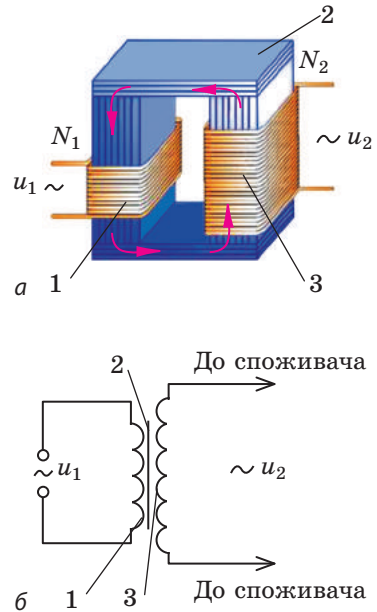 2
N₂
N₁
u₁ ~
~ u₂
а
1
3
До споживача
2
~ u₁
~ u₂
б
1
3
До споживача